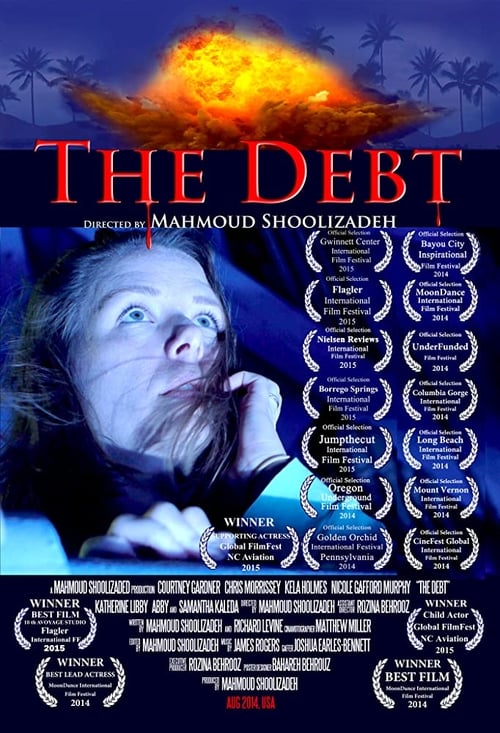 THE DEBT
DIRECTED BY MAHMOUD SHOOLIZADEH
Official Selection
Gwinnett Center
International
Film Festival
2015
Official Selection
Bayou City
Inspirational
Film Festival
2014
Official Selection
Flagler
International
Film Festival
2015
Official Selection
MoonDance
International
Film Festival
2014
Official Selection
Nielsen Reviews
International
Film Festival
2015
Official Selection
UnderFunded
Film Festival
2014
Official Selection
Borrego Springs
International
Film Festival
2014
Official Selection
Columbia Gorge
International
Film Festival
2014
Official Selection
Jumpthecut
International
Film Festival
2015
Official Selection
Long Beach
International
Film Festival
2014
Official Selection
Oregon
Underground
Film Festival
2014
Official Selection
Mount Vernon
International
Film Festival
2014
WINNER
SUPPORTING ACTRESS
Global FilmFest
NC Aviation
2015
Official Selection
Golden Orchid
International Film Festival
Pennsylvania
2014
Official Selection
CineFest Global
International
Film Festival
2014
A MAHMOUD SHOOLIZADED PRODUCTION COURTNEY GARDNER CHRIS MORRISSEY KELA HOLMES NICOLE GAFFORD MURPHY "THE DEBT"
KATHERINE LIBBY ABBY AND SAMANTHA KALEDA DIRECTED BY MAHMOUD SHOOLIZADEH ASSISTANT DIRECTOR ROZINA BEHROOZ
WRITTEN BY MAHMOUD SHOOLIZADEH AND RICHARD LEVINE CINAMATOGRAPHER MATTHEW MILLER
EDITED BY MAHMOUD SHOOLIZADEH MUSIC BY JAMES ROGERS GAFFER JOSHUA EARLES-BENNETT
EXECUTIVE PRODUCER ROZINA BEHROOZ POSTER DESIGNER BAHAREH BEHROUZ
PRODUCED BY MAHMOUD SHOOLIZADEH
AUG 2014, USA
WINNER
BEST FILM
Flagler
International FF
2015
WINNER
Child Actor
Global FilmFest
NC Aviation
2015
WINNER
BEST LEAD ACTRESS
MoonDance International
Film Festival
2014
WINNER
BEST FILM
MoonDance International
Film Festival
2014